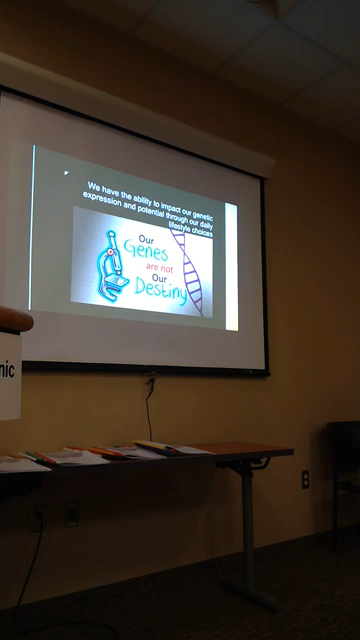 We have the ability to impact our genetic
expression and potential through our daily
lifestyle choices
Our
Genes
are not
Our
Destiny
nic